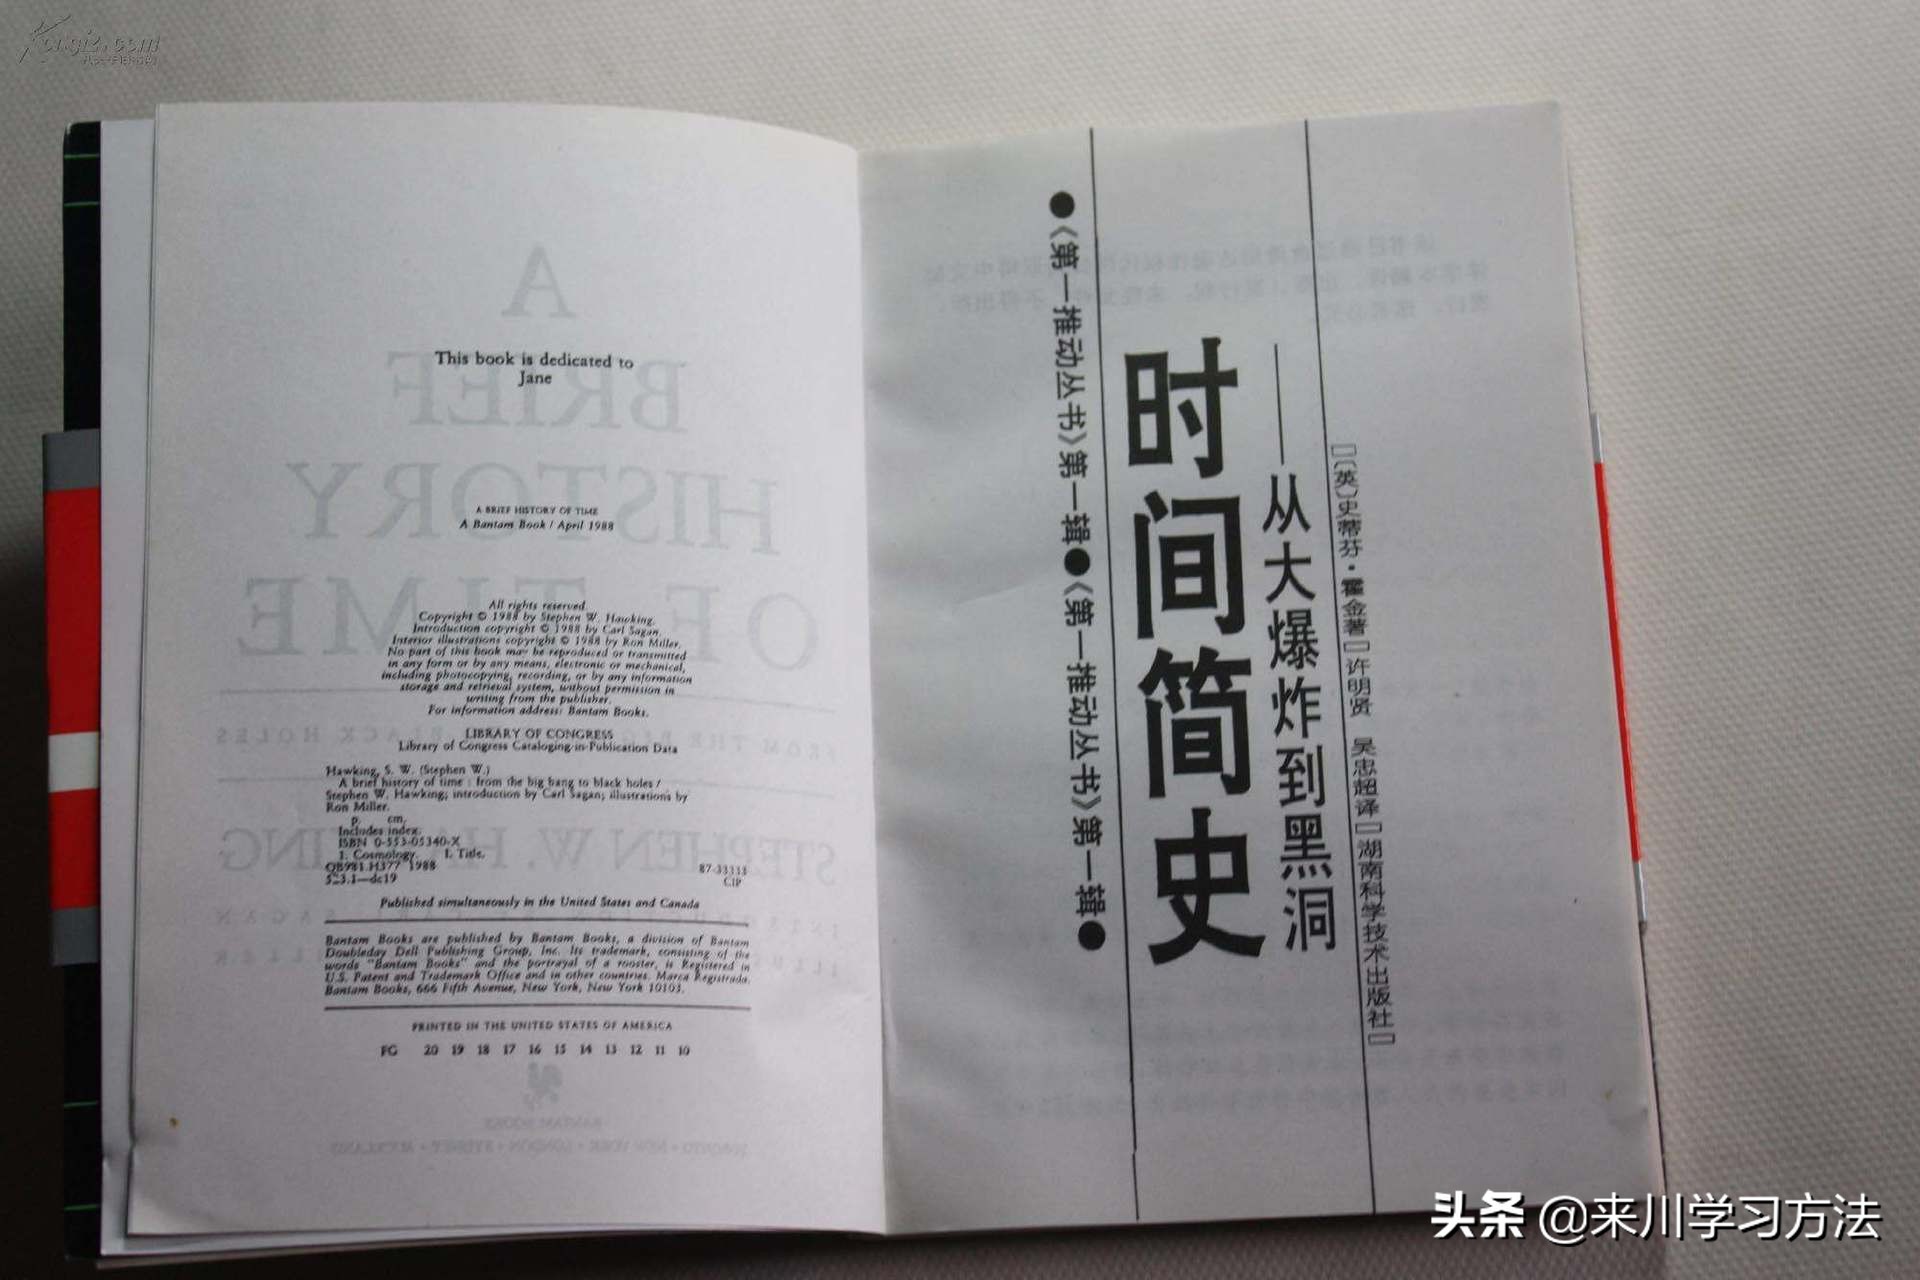 This book is dedicated to
Jane
A BRIEF HISTORY OF TIME
A Bantam Book / April 1988
All rights reserved.
Copyright © 1988 by Stephen W. Hawking.
Introduction copyright © 1988 by Carl Sagan.
Interior illustrations copyright © 1988 by Ron Miller.
No part of this book may be reproduced or transmitted
in any form or by any means, electronic or mechanical,
including photocopying, recording, or by any information
storage and retrieval system, without permission in
writing from the publisher.
For information address: Bantam Books.
LIBRARY OF CONGRESS
Library of Congress Cataloging-in-Publication Data
Hawking, S. W. (Stephen W.)
A brief history of time : from the big bang to black holes /
Stephen W. Hawking; introduction by Carl Sagan; illustrations by
Ron Miller.
p. cm.
Includes index.
ISBN 0-553-05340-X
1. Cosmology. I. Title.
QB981.H377 1988
523.1—dc19
87-33333
CIP
Published simultaneously in the United States and Canada
Bantam Books are published by Bantam Books, a division of Bantam
Doubleday Dell Publishing Group, Inc. Its trademark, consisting of the
words "Bantam Books" and the portrayal of a rooster, is Registered in
U.S. Patent and Trademark Office and in other countries. Marca Registrada.
Bantam Books, 666 Fifth Avenue, New York, New York 10103.
PRINTED IN THE UNITED STATES OF AMERICA
FG 20 19 18 17 16 15 14 13 12 11 10
●《第一推动丛书》第一辑●《第一推动丛书》第一辑●
时间简史
——从大爆炸到黑洞
□〔英〕史蒂芬·霍金著□许明贤 吴忠超译□湖南科学技术出版社□
头条 @来川学习方法